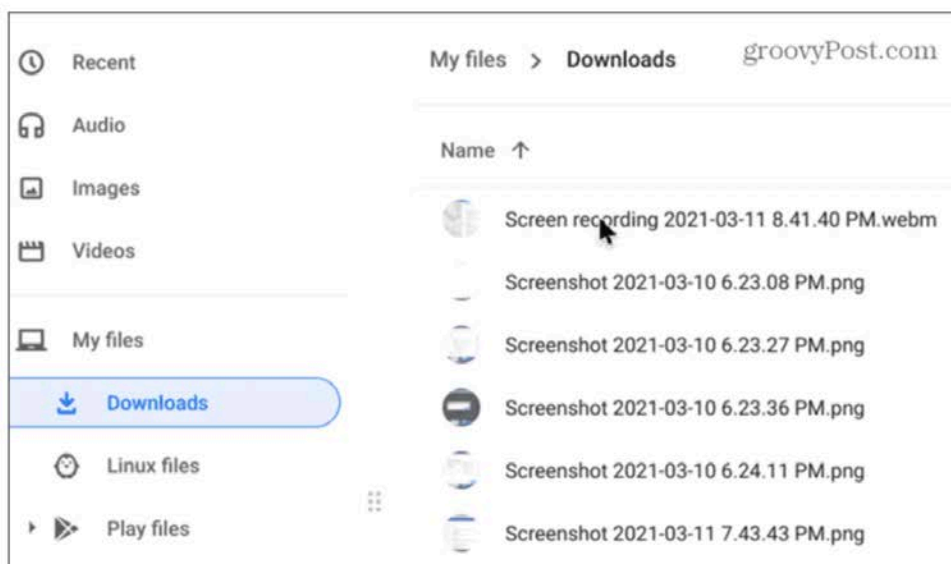 Recent
Audio
Images
Videos
My files
Downloads
Linux files
Play files
My files > Downloads
groovyPost.com
Name ↑
Screen recording 2021-03-11 8.41.40 PM.webm
Screenshot 2021-03-10 6.23.08 PM.png
Screenshot 2021-03-10 6.23.27 PM.png
Screenshot 2021-03-10 6.23.36 PM.png
Screenshot 2021-03-10 6.24.11 PM.png
Screenshot 2021-03-11 7.43.43 PM.png